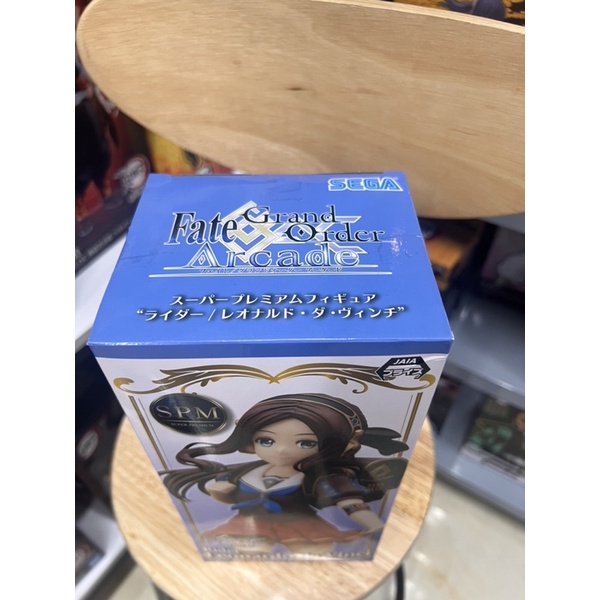 SEGA
Fate Grand Order
Arcade
スーパープレミアムフィギュア
“ライダー/レオナルド・ダ・ヴィンチ”
JAIA
プライズ
SPM